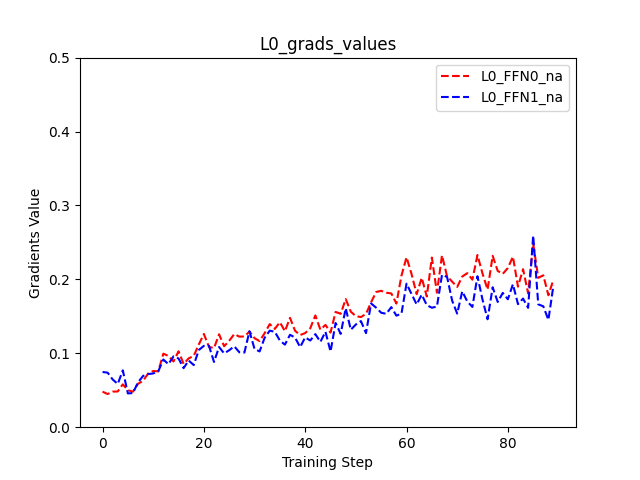 L0_grads_values
0.5
0.4
0.3
0.2
0.1
0.0
Gradients Value
L0_FFN0_na
L0_FFN1_na
0 20 40 60 80
Training Step